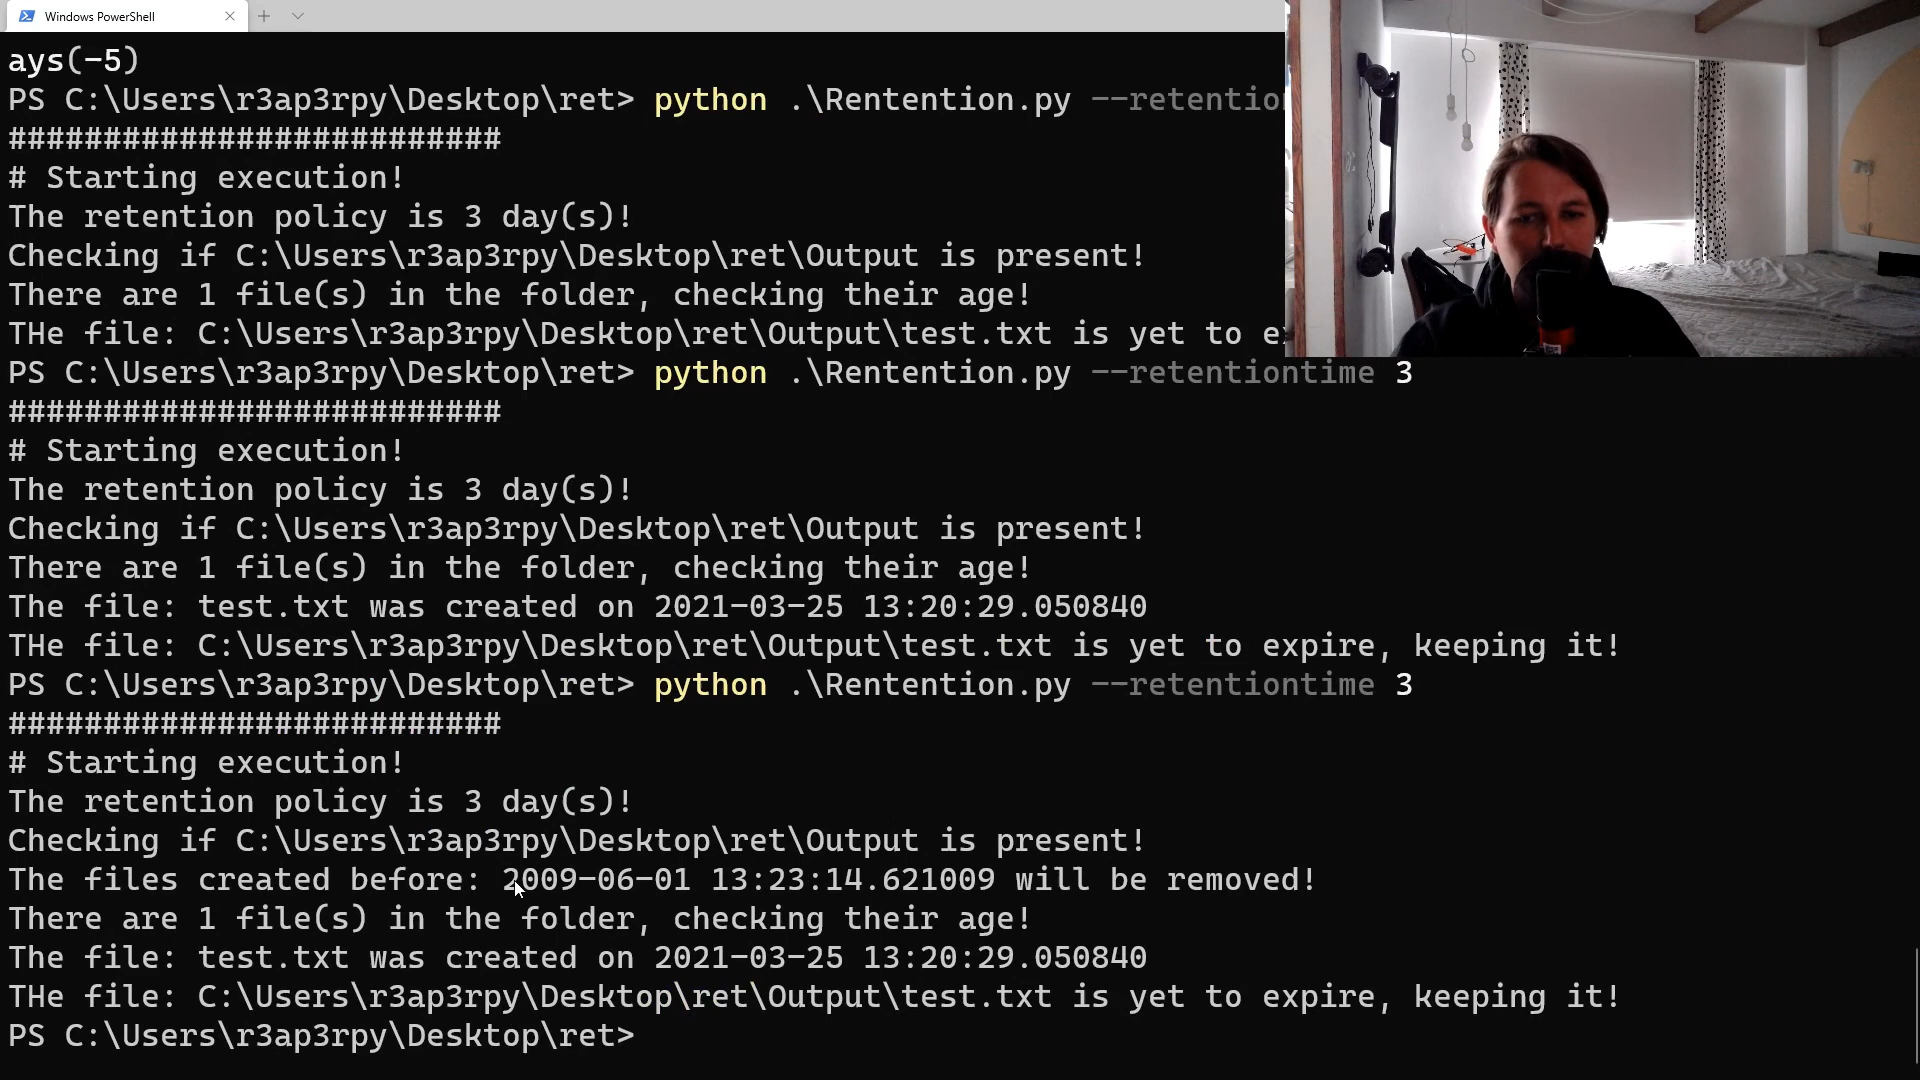 Windows PowerShell
ays(-5)
PS C:\Users\r3ap3rpy\Desktop\ret> python .\Rentention.py --retentio
##########################
# Starting execution!
The retention policy is 3 day(s)!
Checking if C:\Users\r3ap3rpy\Desktop\ret\Output is present!
There are 1 file(s) in the folder, checking their age!
THe file: C:\Users\r3ap3rpy\Desktop\ret\Output\test.txt is yet to ex
PS C:\Users\r3ap3rpy\Desktop\ret> python .\Rentention.py --retentiontime 3
##########################
# Starting execution!
The retention policy is 3 day(s)!
Checking if C:\Users\r3ap3rpy\Desktop\ret\Output is present!
There are 1 file(s) in the folder, checking their age!
The file: test.txt was created on 2021-03-25 13:20:29.050840
THe file: C:\Users\r3ap3rpy\Desktop\ret\Output\test.txt is yet to expire, keeping it!
PS C:\Users\r3ap3rpy\Desktop\ret> python .\Rentention.py --retentiontime 3
##########################
# Starting execution!
The retention policy is 3 day(s)!
Checking if C:\Users\r3ap3rpy\Desktop\ret\Output is present!
The files created before: 2009-06-01 13:23:14.621009 will be removed!
There are 1 file(s) in the folder, checking their age!
The file: test.txt was created on 2021-03-25 13:20:29.050840
THe file: C:\Users\r3ap3rpy\Desktop\ret\Output\test.txt is yet to expire, keeping it!
PS C:\Users\r3ap3rpy\Desktop\ret>